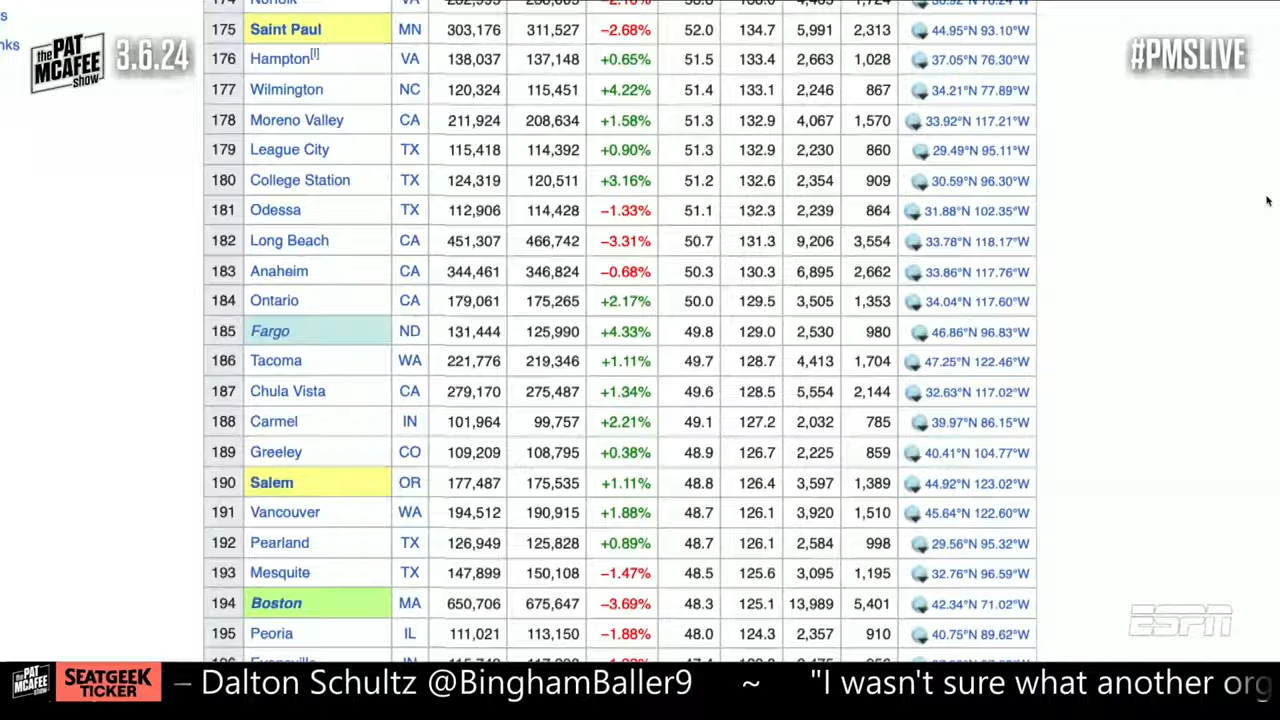 s
174 Norfolk VA
nks
the PAT McAFEE show 3.6.24
#PMSLIVE
175 Saint Paul MN 303,176 311,527 −2.68% 52.0 134.7 5,991 2,313 44.95°N 93.10°W
176 Hampton[l] VA 138,037 137,148 +0.65% 51.5 133.4 2,663 1,028 37.05°N 76.30°W
177 Wilmington NC 120,324 115,451 +4.22% 51.4 133.1 2,246 867 34.21°N 77.89°W
178 Moreno Valley CA 211,924 208,634 +1.58% 51.3 132.9 4,067 1,570 33.92°N 117.21°W
179 League City TX 115,418 114,392 +0.90% 51.3 132.9 2,230 860 29.49°N 95.11°W
180 College Station TX 124,319 120,511 +3.16% 51.2 132.6 2,354 909 30.59°N 96.30°W
181 Odessa TX 112,906 114,428 −1.33% 51.1 132.3 2,239 864 31.88°N 102.35°W
182 Long Beach CA 451,307 466,742 −3.31% 50.7 131.3 9,206 3,554 33.78°N 118.17°W
183 Anaheim CA 344,461 346,824 −0.68% 50.3 130.3 6,895 2,662 33.86°N 117.76°W
184 Ontario CA 179,061 175,265 +2.17% 50.0 129.5 3,505 1,353 34.04°N 117.60°W
185 Fargo ND 131,444 125,990 +4.33% 49.8 129.0 2,530 980 46.86°N 96.83°W
186 Tacoma WA 221,776 219,346 +1.11% 49.7 128.7 4,413 1,704 47.25°N 122.46°W
187 Chula Vista CA 279,170 275,487 +1.34% 49.6 128.5 5,554 2,144 32.63°N 117.02°W
188 Carmel IN 101,964 99,757 +2.21% 49.1 127.2 2,032 785 39.97°N 86.15°W
189 Greeley CO 109,209 108,795 +0.38% 48.9 126.7 2,225 859 40.41°N 104.77°W
190 Salem OR 177,487 175,535 +1.11% 48.8 126.4 3,597 1,389 44.92°N 123.02°W
191 Vancouver WA 194,512 190,915 +1.88% 48.7 126.1 3,920 1,510 45.64°N 122.60°W
192 Pearland TX 126,949 125,828 +0.89% 48.7 126.1 2,584 998 29.56°N 95.32°W
193 Mesquite TX 147,899 150,108 −1.47% 48.5 125.6 3,095 1,195 32.76°N 96.59°W
194 Boston MA 650,706 675,647 −3.69% 48.3 125.1 13,989 5,401 42.34°N 71.02°W
195 Peoria IL 111,021 113,150 −1.88% 48.0 124.3 2,357 910 40.75°N 89.62°W
ESPN
the PAT McAFEE show SEATGEEK TICKER — Dalton Schultz @BinghamBaller9 ~ "I wasn't sure what another org